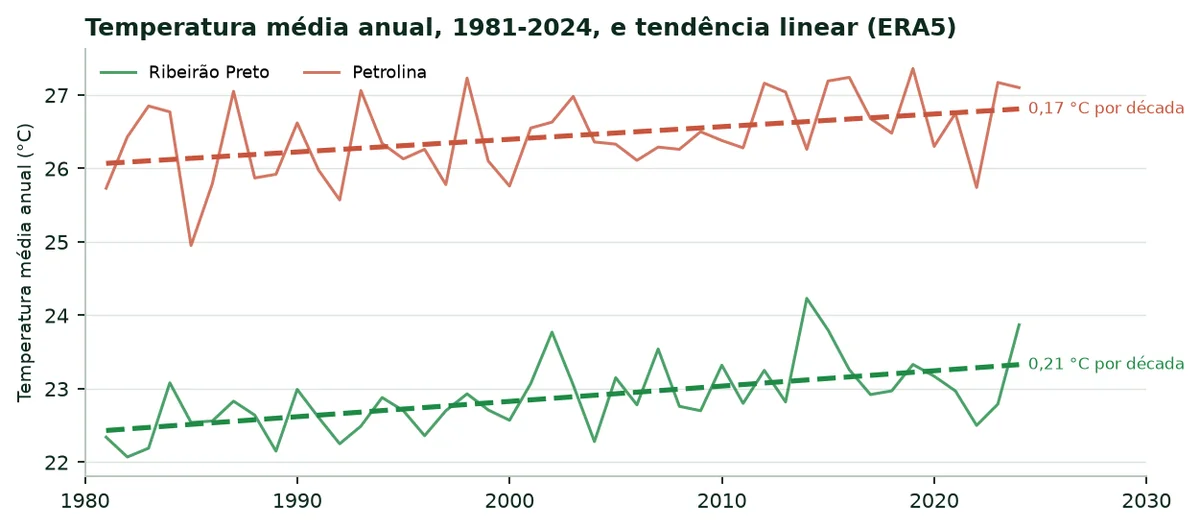 Temperatura média anual, 1981-2024, e tendência linear (ERA5)
Ribeirão Preto
Petrolina
Temperatura média anual (°C)
27
26
25
24
23
22
0,17 °C por década
0,21 °C por década
1980
1990
2000
2010
2020
2030